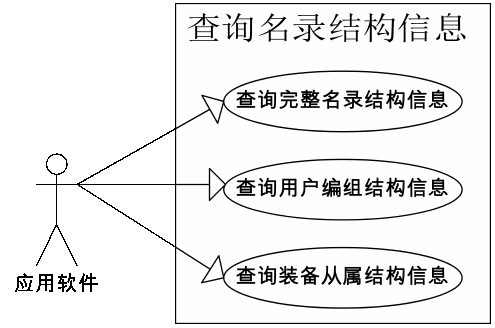 查询名录结构信息
查询完整名录结构信息
查询用户编组结构信息
查询装备从属结构信息
应用软件